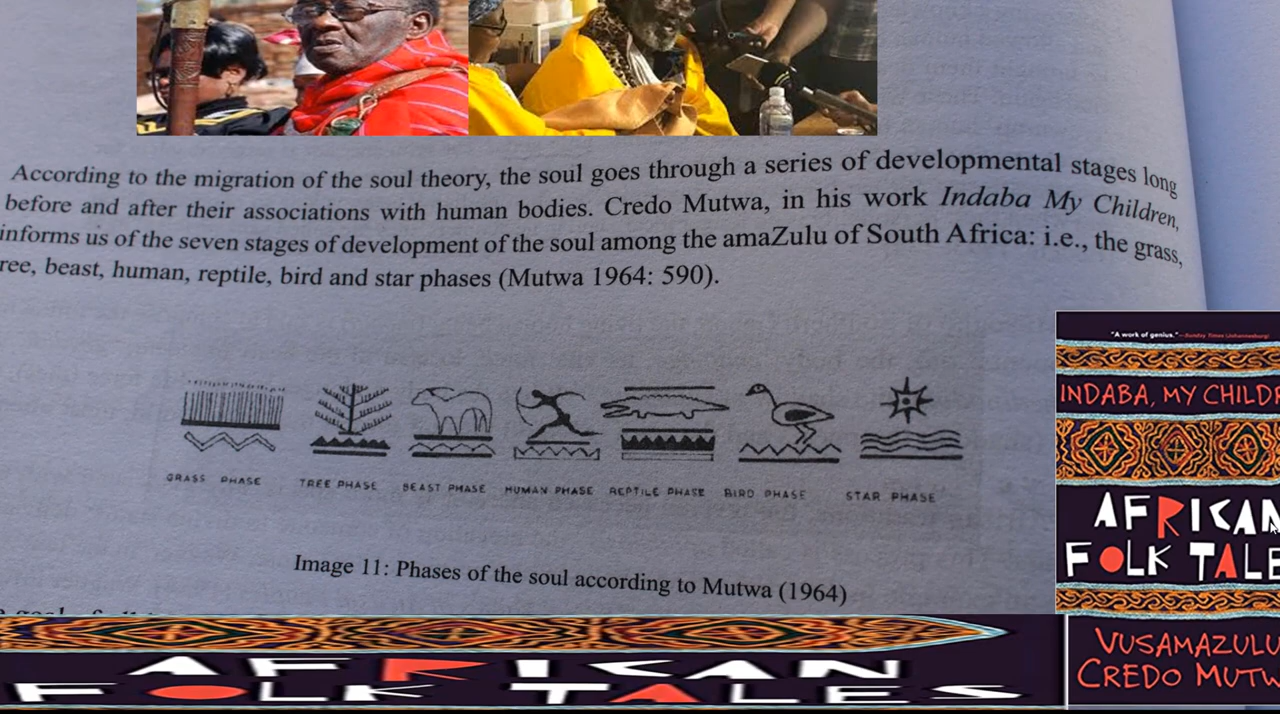 According to the migration of the soul theory, the soul goes through a series of developmental stages long
before and after their associations with human bodies. Credo Mutwa, in his work Indaba My Children,
informs us of the seven stages of development of the soul among the amaZulu of South Africa: i.e., the grass,
ree, beast, human, reptile, bird and star phases (Mutwa 1964: 590).
GRASS PHASE TREE PHASE BEAST PHASE HUMAN PHASE REPTILE PHASE BIRD PHASE STAR PHASE
Image 11: Phases of the soul according to Mutwa (1964)
"A work of genius."—Sunday Times (Johannesburg)
INDABA, MY CHILDR
AFRICAN
FOLK TALE
VUSAMAZULU
CREDO MUTW
AFRICAN
FOLK TALES